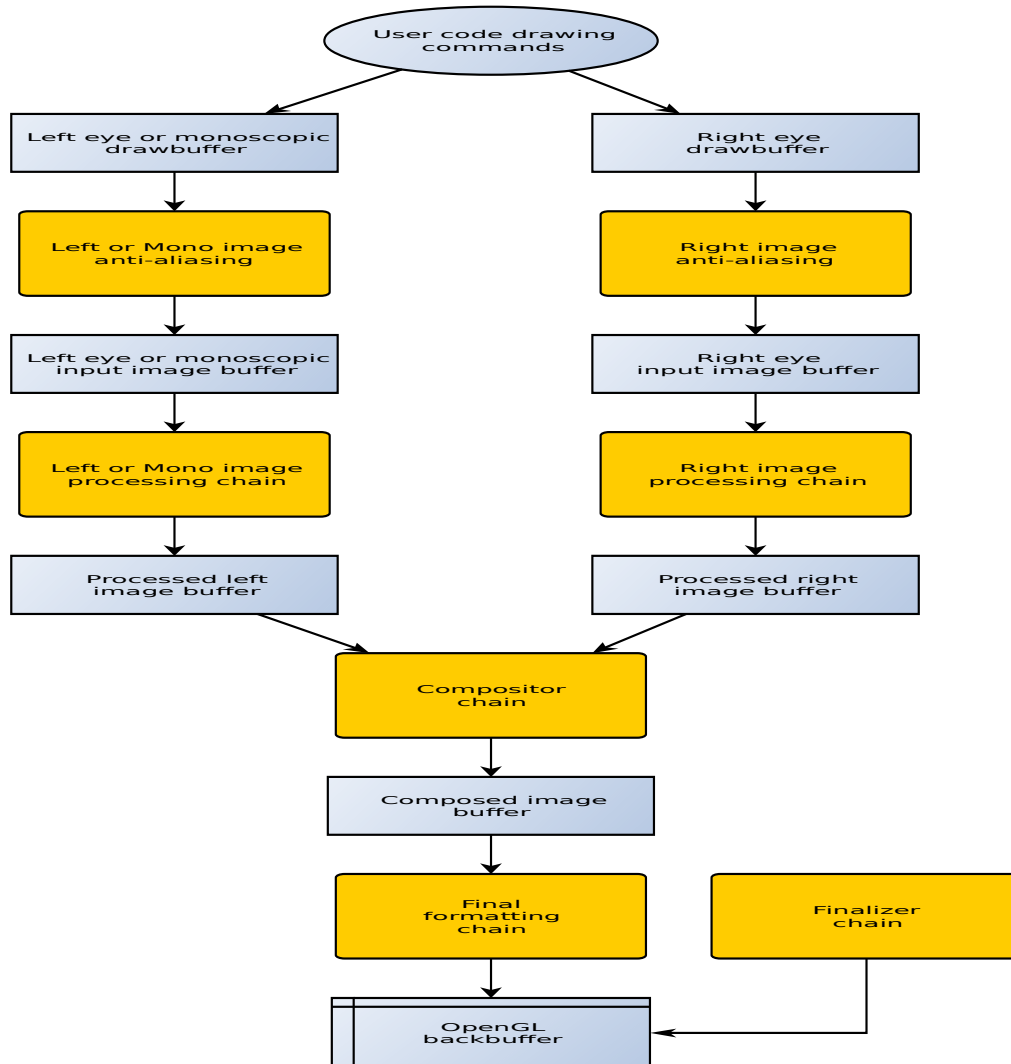 User code drawing
commands
Left eye or monoscopic
drawbuffer
Right eye
drawbuffer
Left or Mono image
anti-aliasing
Right image
anti-aliasing
Left eye or monoscopic
input image buffer
Right eye
input image buffer
Left or Mono image
processing chain
Right image
processing chain
Processed left
image buffer
Processed right
image buffer
Compositor
chain
Composed image
buffer
Final
formatting
chain
Finalizer
chain
OpenGL
backbuffer